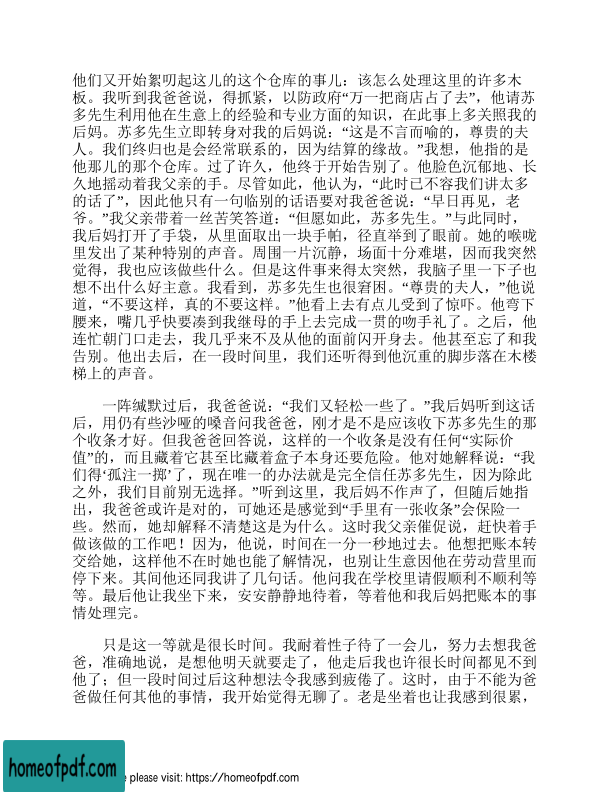 他们又开始絮叨起这儿的这个仓库的事儿：该怎么处理这里的许多木
板。我听到我爸爸说，得抓紧，以防政府“万一把商店占了去”，他请苏
多先生利用他在生意上的经验和专业方面的知识，在此事上多关照我的
后妈。苏多先生立即转身对我的后妈说：“这是不言而喻的，尊贵的夫
人。我们终归也是会经常联系的，因为结算的缘故。”我想，他指的是
他那儿的那个仓库。过了许久，他终于开始告别了。他脸色沉郁地、长
久地摇动着我父亲的手。尽管如此，他认为，“此时已不容我们讲太多
的话了”，因此他只有一句临别的话语要对我爸爸说：“早日再见，老
爷。”我父亲带着一丝苦笑答道：“但愿如此，苏多先生。”与此同时，
我后妈打开了手袋，从里面取出一块手帕，径直举到了眼前。她的喉咙
里发出了某种特别的声音。周围一片沉静，场面十分难堪，因而我突然
觉得，我也应该做些什么。但是这件事来得太突然，我脑子里一下子也
想不出什么好主意。我看到，苏多先生也很窘困。“尊贵的夫人，”他说
道，“不要这样，真的不要这样。”他看上去有点儿受到了惊吓。他弯下
腰来，嘴几乎快要凑到我继母的手上去完成一贯的吻手礼了。之后，他
连忙朝门口走去，我几乎来不及从他的面前闪开身去。他甚至忘了和我
告别。他出去后，在一段时间里，我们还听得到他沉重的脚步落在木楼
梯上的声音。
一阵缄默过后，我爸爸说：“我们又轻松一些了。”我后妈听到这话
后，用仍有些沙哑的嗓音问我爸爸，刚才是不是应该收下苏多先生的那
个收条才好。但我爸爸回答说，这样的一个收条是没有任何“实际价
值”的，而且藏着它甚至比藏着盒子本身还要危险。他对她解释说：“我
们得‘孤注一掷’了，现在唯一的办法就是完全信任苏多先生，因为除此
之外，我们目前别无选择。”听到这里，我后妈不作声了，但随后她指
出，我爸爸或许是对的，可她还是感觉到“手里有一张收条”会保险一
些。然而，她却解释不清楚这是为什么。这时我父亲催促说，赶快着手
做该做的工作吧！因为，他说，时间在一分一秒地过去。他想把账本转
交给她，这样他不在时她也能了解情况，也别让生意因他在劳动营里而
停下来。其间他还同我讲了几句话。他问我在学校里请假顺利不顺利等
等。最后他让我坐下来，安安静静地待着，等着他和我后妈把账本的事
情处理完。
只是这一等就是很长时间。我耐着性子待了一会儿，努力去想我爸
爸，准确地说，是想他明天就要走了，他走后我也许很长时间都见不到
他了；但一段时间过后这种想法令我感到疲倦了。这时，由于不能为爸
爸做任何其他的事情，我开始觉得无聊了。老是坐着也让我感到很累，
homeofpdf.com
e please visit: https://homeofpdf.com